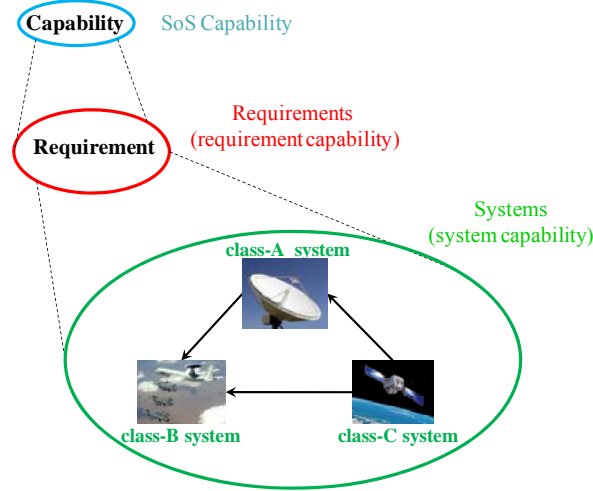 Capability
SoS Capability
Requirements
(requirement capability)
Requirement
Systems
(system capability)
class-A system
class-B system
class-C system